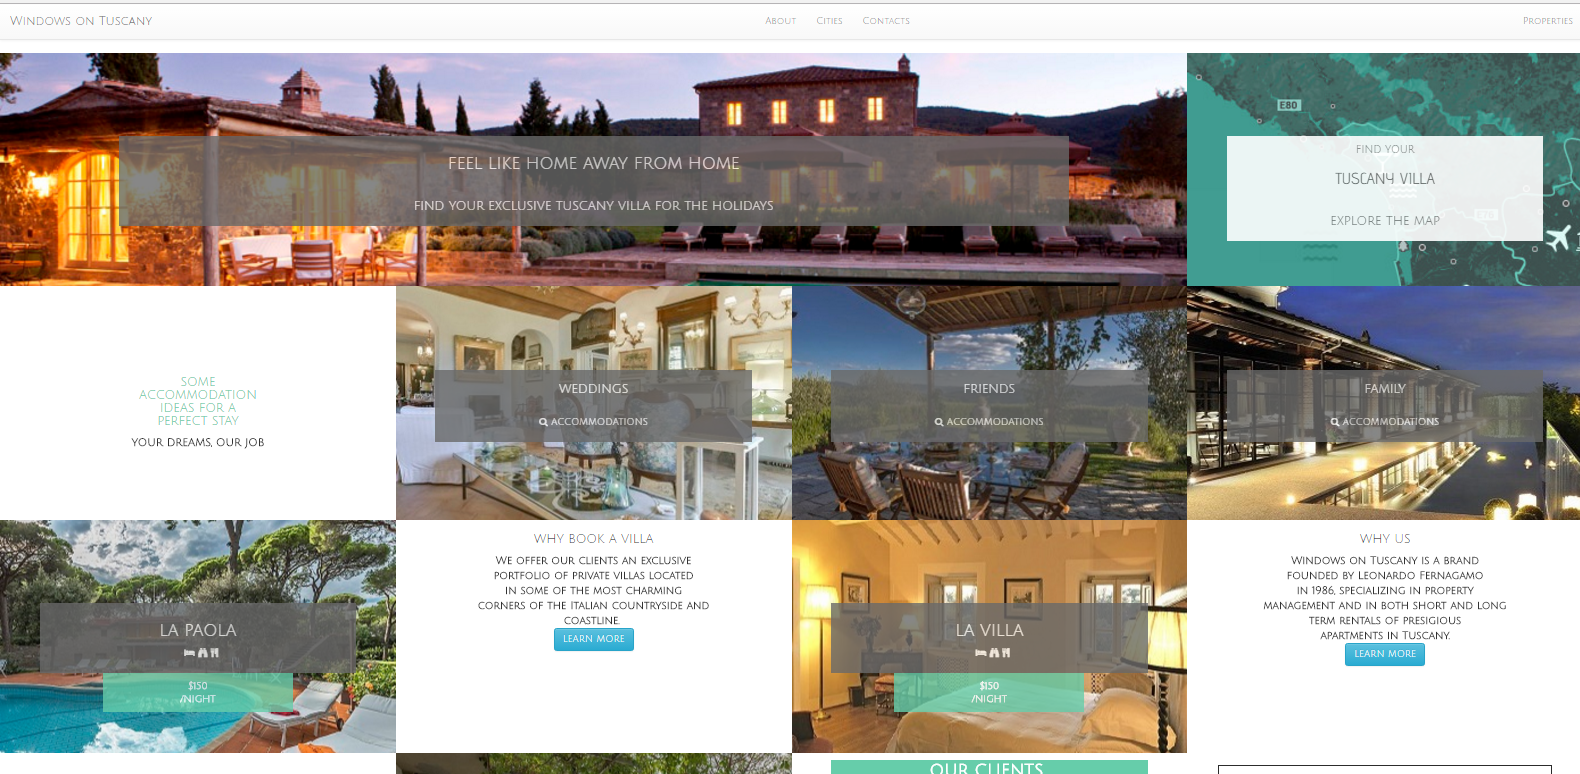 Windows on Tuscany
About Cities Contacts
Properties
FEEL LIKE HOME AWAY FROM HOME
FIND YOUR EXCLUSIVE TUSCANY VILLA FOR THE HOLIDAYS
E80
FIND YOUR
TUSCANY VILLA
EXPLORE THE MAP
SOME
ACCOMMODATION
IDEAS FOR A
PERFECT STAY
YOUR DREAMS, OUR JOB
WEDDINGS
ACCOMMODATIONS
FRIENDS
ACCOMMODATIONS
FAMILY
ACCOMMODATIONS
LA PAOLA
$150
/NIGHT
WHY BOOK A VILLA
We offer our clients an exclusive
portfolio of private villas located
in some of the most charming
corners of the Italian countryside and
coastline.
LEARN MORE
LA VILLA
$150
/NIGHT
WHY US
Windows on Tuscany is a brand
founded by Leonardo Fernagamo
in 1986, specializing in property
management and in both short and long
term rentals of presigious
apartments in Tuscany.
LEARN MORE
OUR CLIENTS